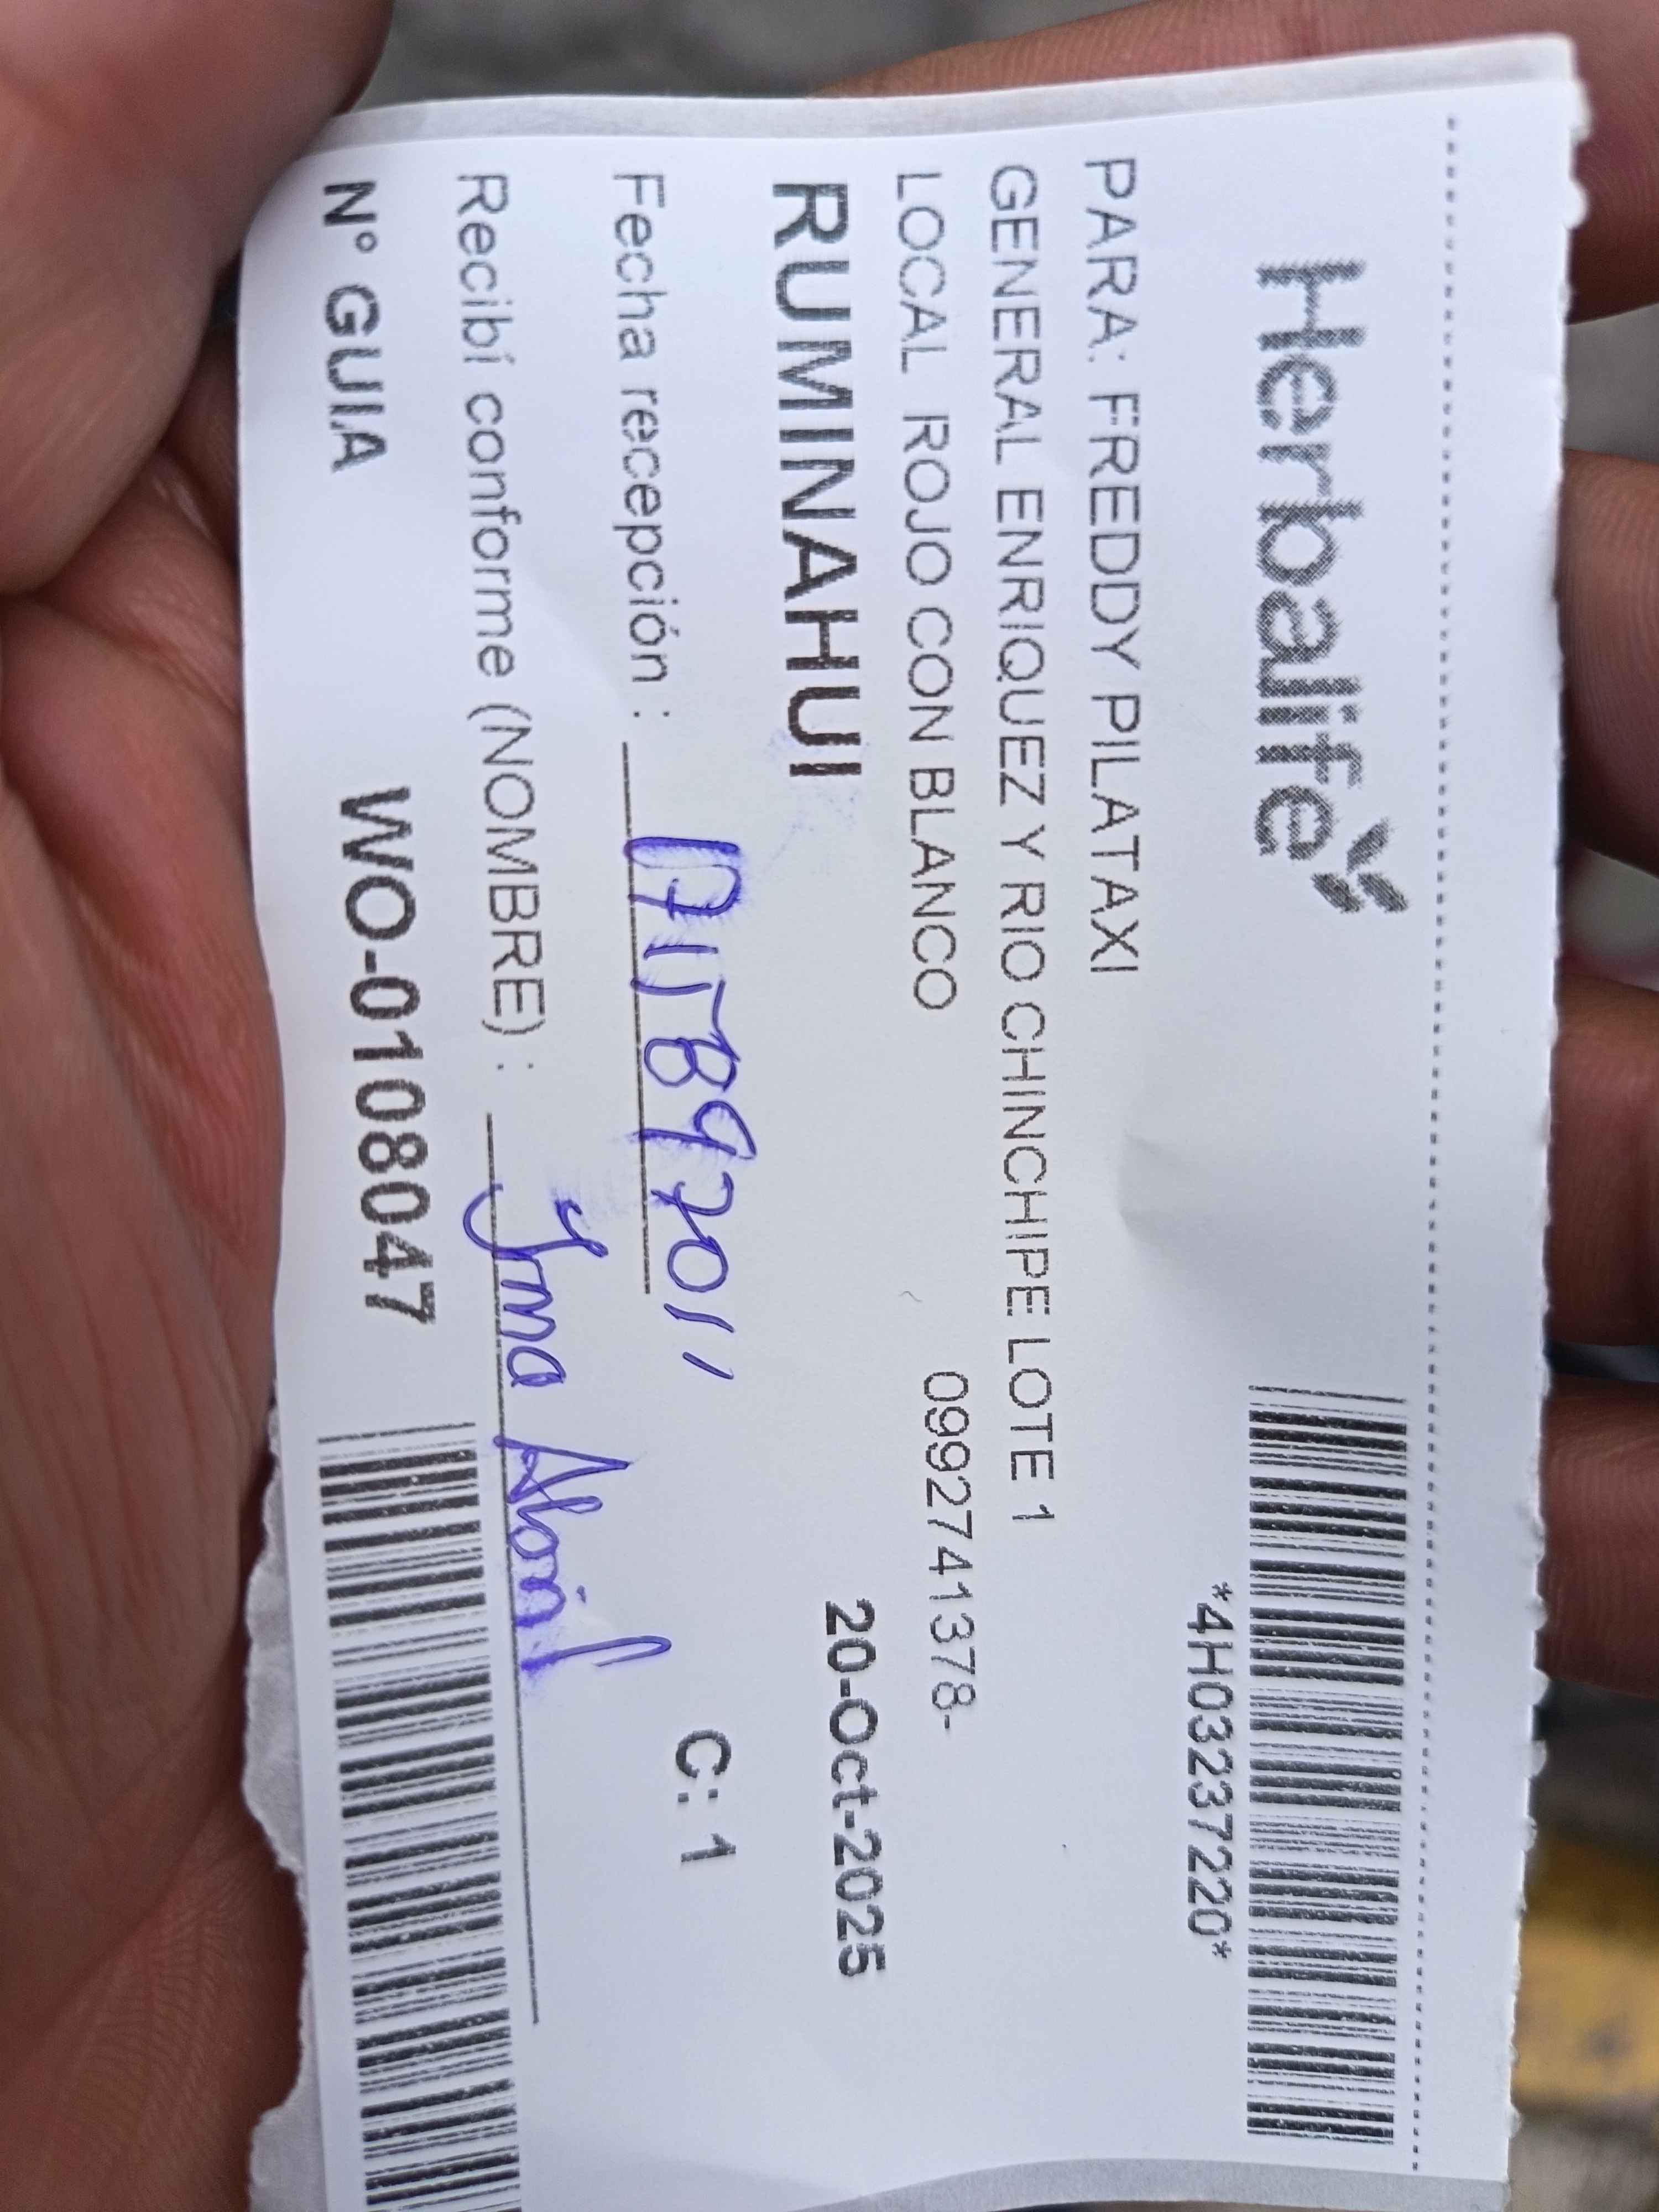 Herbalife
*4H03237220*
PARA: FREDDY PILATAXI
GENERAL ENRIQUEZ Y RIO CHINCHIPE LOTE 1
LOCAL ROJO CON BLANCO 0992741378-
RUMINAHUI 20-Oct-2025
Fecha recepción : C: 1
Recibí conforme (NOMBRE) :
N° GUIA WO-0108047